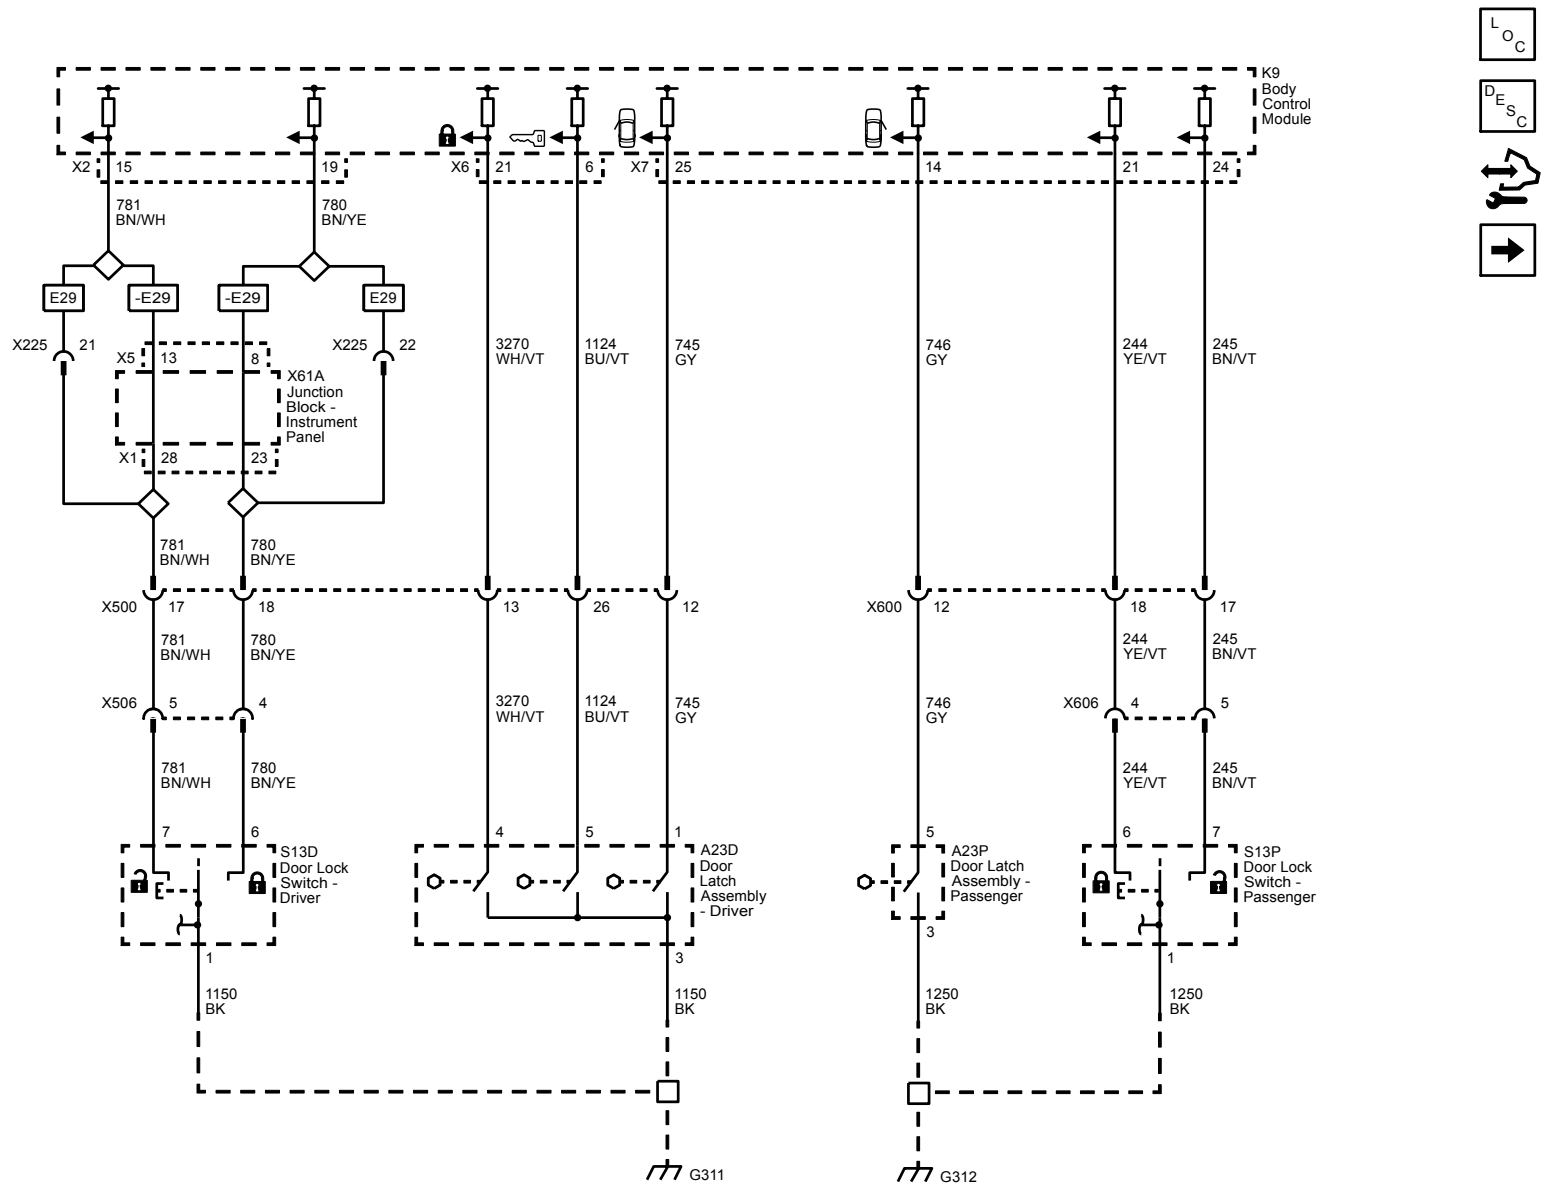 L
O
C
D
E
S
C
K9
Body
Control
Module
X2 15 19 X6 21 6 X7 25 14 21 24
781
BN/WH
780
BN/YE
E29 -E29 -E29 E29
X225 21 X225 22
X5 13 8
X61A
Junction
Block -
Instrument
Panel
X1 28 23
3270
WH/VT
1124
BU/VT
745
GY
746
GY
244
YE/VT
245
BN/VT
781
BN/WH
780
BN/YE
X500 17 18 13 26 12 X600 12 18 17
781
BN/WH
780
BN/YE
244
YE/VT
245
BN/VT
X506 5 4 X606 4 5
3270
WH/VT
1124
BU/VT
745
GY
746
GY
781
BN/WH
780
BN/YE
244
YE/VT
245
BN/VT
7 6 4 5 1 5 6 7
S13D
Door Lock
Switch -
Driver
A23D
Door
Latch
Assembly
- Driver
A23P
Door Latch
Assembly -
Passenger
S13P
Door Lock
Switch -
Passenger
1 3 3 1
1150
BK
1150
BK
1250
BK
1250
BK
G311 G312